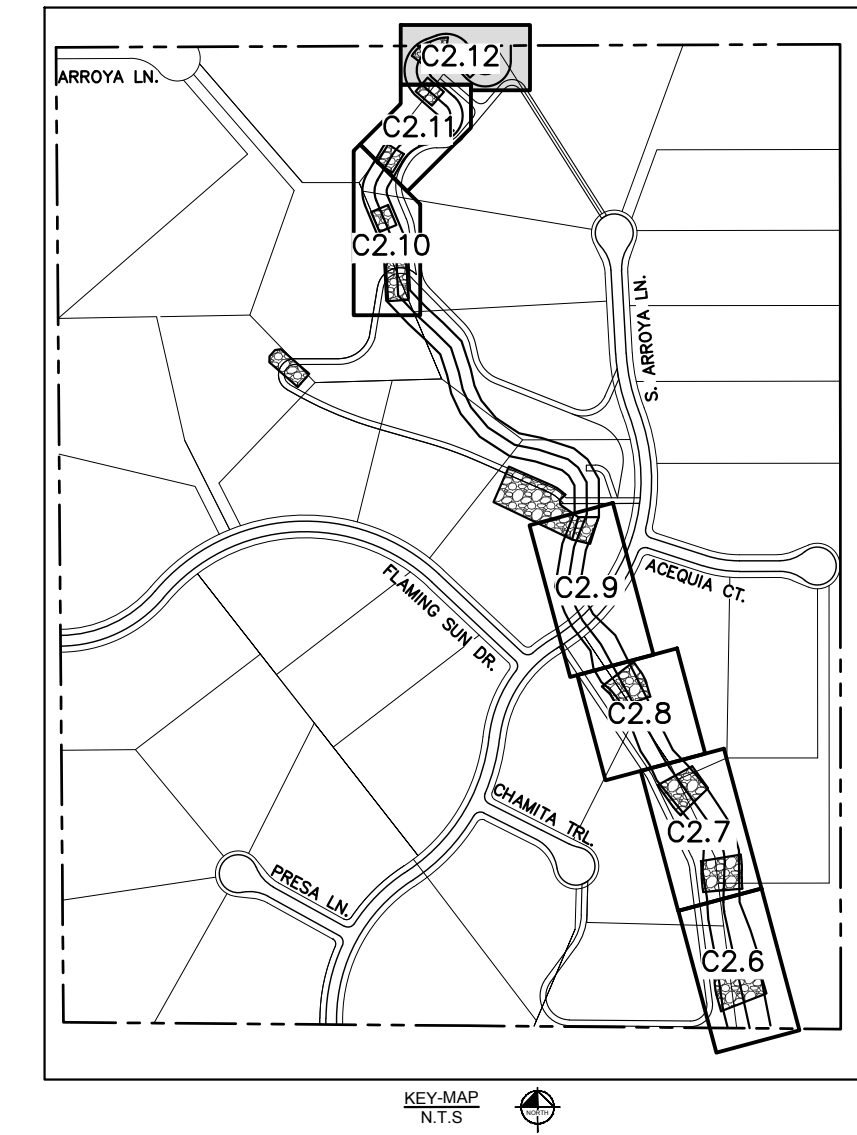 C2.12
ARROYA LN.
C2.11
C2.10
S. ARROYA LN.
C2.9
ACEQUIA CT.
FLAMING SUN DR.
C2.8
CHAMITA TRL.
C2.7
PRESA LN.
C2.6
KEY-MAP
N.T.S
NORTH